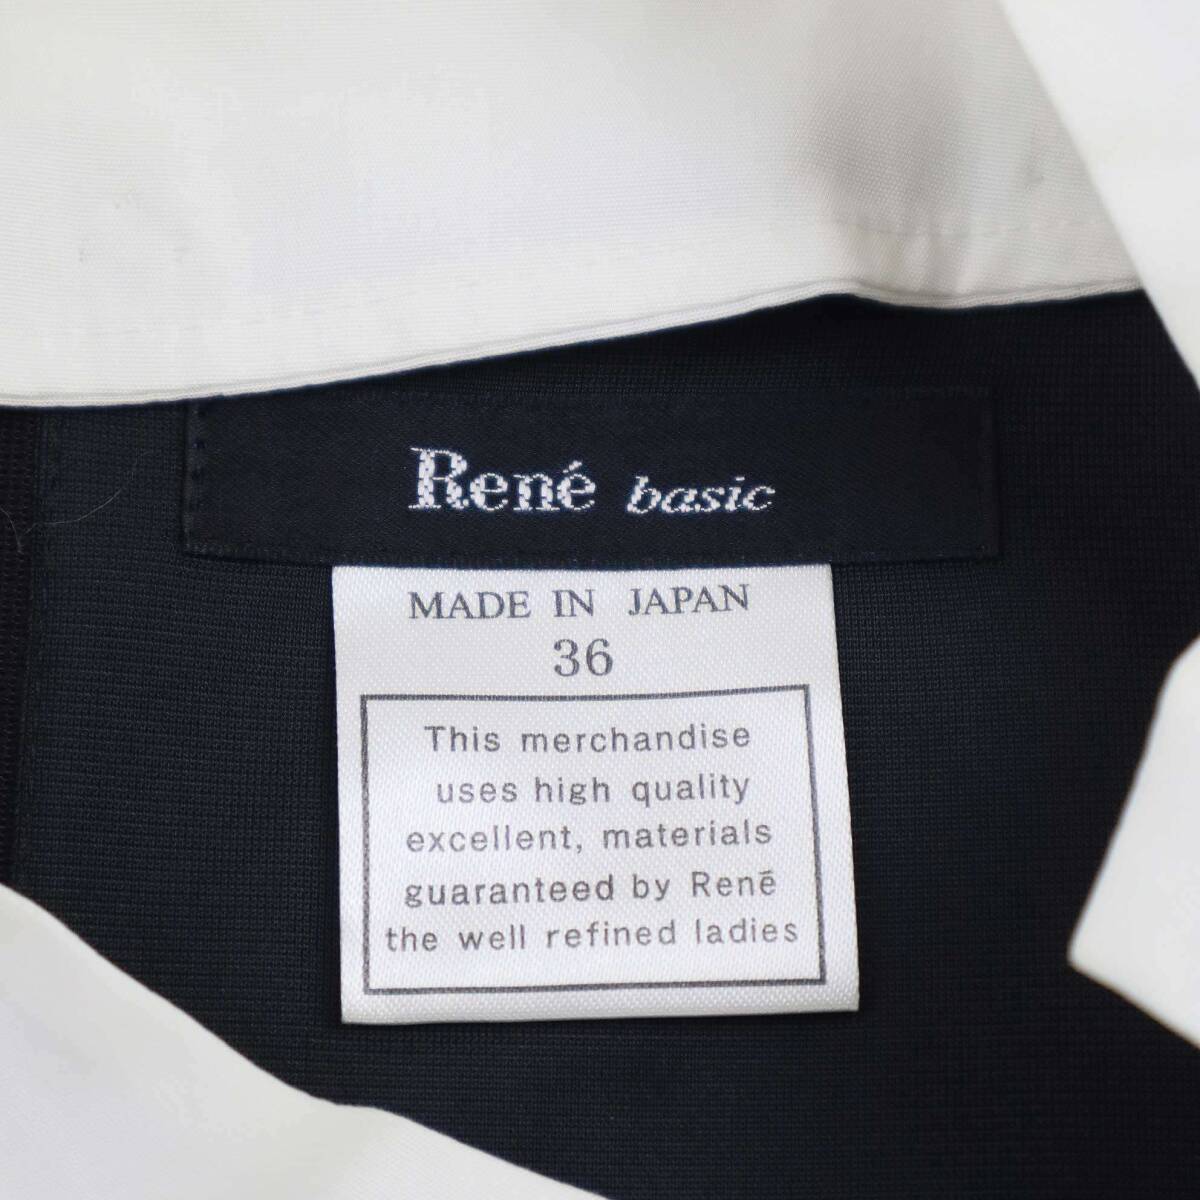 René basic
MADE IN JAPAN
36
This merchandise
uses high quality
excellent, materials
guaranteed by René
the well refined ladies